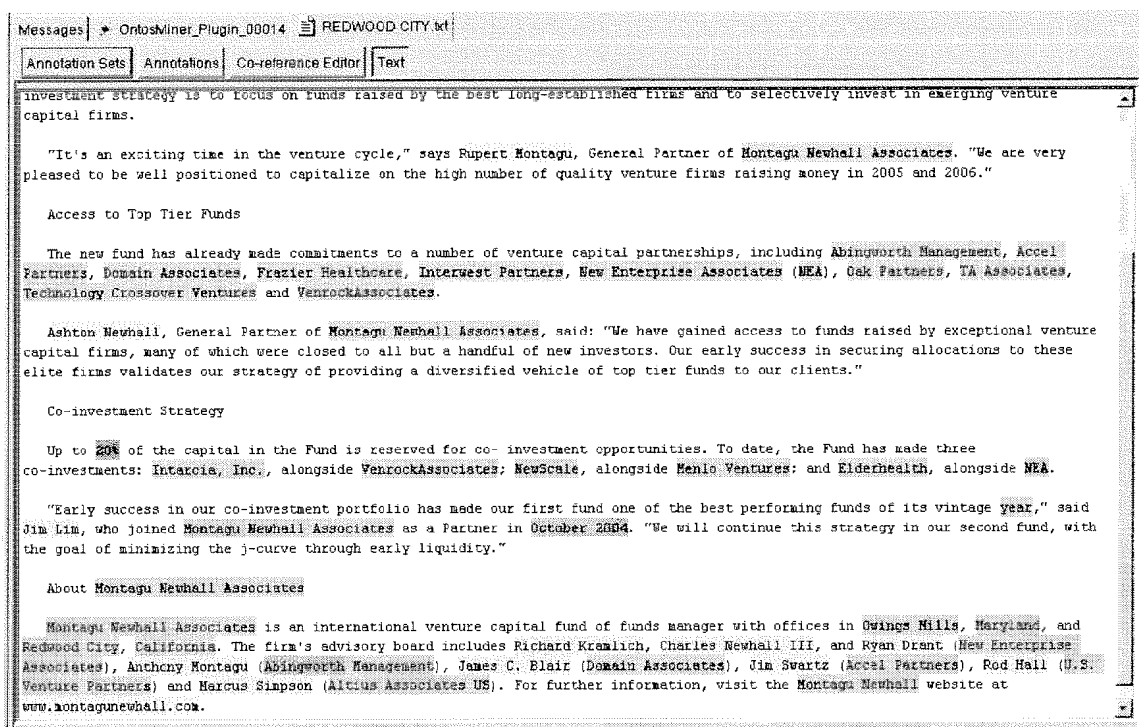 Messages OntosMiner_Plugin_00014 REDWOOD CITY.txt
Annotation Sets Annotations Co-reference Editor Text
investment strategy is to focus on funds raised by the best long-established firms and to selectively invest in emerging venture
capital firms.
"It's an exciting time in the venture cycle," says Rupert Montagu, General Partner of Montagu Newhall Associates. "We are very
pleased to be well positioned to capitalize on the high number of quality venture firms raising money in 2005 and 2006."
Access to Top Tier Funds
The new fund has already made commitments to a number of venture capital partnerships, including Abingworth Management, Accel
Partners, Domain Associates, Frazier Healthcare, Interwest Partners, New Enterprise Associates (NEA), Oak Partners, TA Associates,
Technology Crossover Ventures and VenrockAssociates.
Ashton Newhall, General Partner of Montagu Newhall Associates, said: "We have gained access to funds raised by exceptional venture
capital firms, many of which were closed to all but a handful of new investors. Our early success in securing allocations to these
elite firms validates our strategy of providing a diversified vehicle of top tier funds to our clients."
Co-investment Strategy
Up to 20% of the capital in the Fund is reserved for co- investment opportunities. To date, the Fund has made three
co-investments: Intarcia, Inc., alongside VenrockAssociates; NewScale, alongside Menlo Ventures; and Elderhealth, alongside NEA.
"Early success in our co-investment portfolio has made our first fund one of the best performing funds of its vintage year," said
Jim Lim, who joined Montagu Newhall Associates as a Partner in October 2004. "We will continue this strategy in our second fund, with
the goal of minimizing the j-curve through early liquidity."
About Montagu Newhall Associates
Montagu Newhall Associates is an international venture capital fund of funds manager with offices in Owings Mills, Maryland, and
Redwood City, California. The firm's advisory board includes Richard Kramlich, Charles Newhall III, and Ryan Drant (New Enterprise
Associates), Anthony Montagu (Abingworth Management), James C. Blair (Domain Associates), Jim Swartz (Accel Partners), Rod Hall (U.S.
Venture Partners) and Marcus Simpson (Altius Associates US). For further information, visit the Montagu Newhall website at
www.montagunewhall.com.